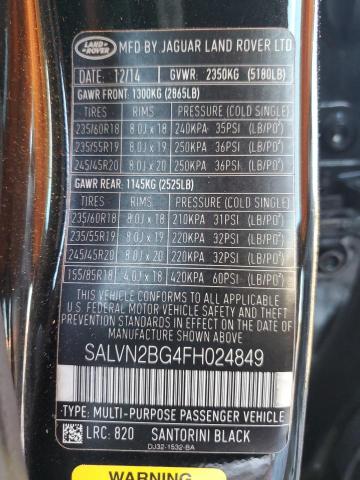 LAND ROVER
MFD BY JAGUAR LAND ROVER LTD
DATE: 12/14 GVWR: 2350KG (5180LB)
GAWR FRONT: 1300KG (2865LB)
TIRES RIMS PRESSURE (COLD SINGLE)
235/60R18 8.0J x 18 240KPA 35PSI (LB/PO²)
235/55R19 8.0J x 19 250KPA 36PSI (LB/PO²)
245/45R20 8.0J x 20 250KPA 36PSI (LB/PO²)
GAWR REAR: 1145KG (2525LB)
TIRES RIMS PRESSURE (COLD SINGLE)
235/60R18 8.0J x 18 210KPA 31PSI (LB/PO²)
235/55R19 8.0J x 19 220KPA 32PSI (LB/PO²)
245/45R20 8.0J x 20 220KPA 32PSI (LB/PO²)
155/85R18 4.0J x 18 420KPA 60PSI (LB/PO²)
THIS VEHICLE CONFORMS TO ALL APPLICABLE
U.S. FEDERAL MOTOR VEHICLE SAFETY, BUMPER
AND THEFT PREVENTION STANDARDS IN EFFECT
ON THE DATE OF MANUFACTURE SHOWN ABOVE
SALVN2BG4FH024849
TYPE: MULTI-PURPOSE PASSENGER VEHICLE
LRC: 820 SANTORINI BLACK
DJ32-1532-BA
WARNING